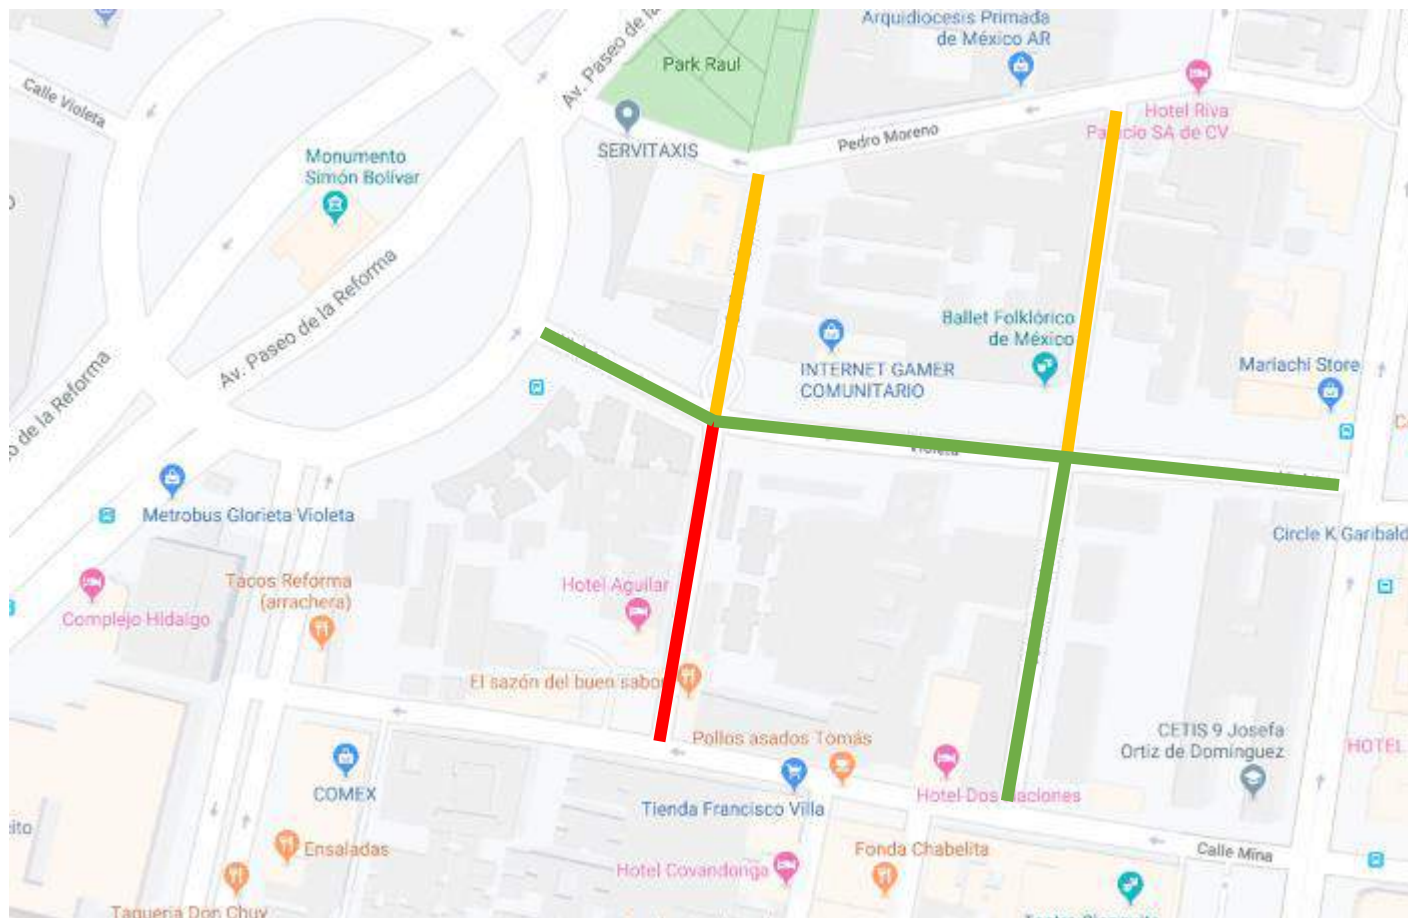 Arquidiocesis Primada
de México AR
Av. Paseo de la
Park Raul
Calle Violeta
Hotel Riva
Palacio SA de CV
Pedro Moreno
SERVITAXIS
Monumento
Simón Bolívar
Av. Paseo de la Reforma
o de la Reforma
Ballet Folklórico
de México
INTERNET GAMER
COMUNITARIO
Mariachi Store
Violeta
Metrobus Glorieta Violeta
Circle K Garibald
Tacos Reforma
(arrachera)
Hotel Aguilar
Complejo Hidalgo
El sazón del buen sabor
Pollos asados Tomás
CETIS 9 Josefa
Ortiz de Domínguez
HOTEL
COMEX
Hotel Dos Naciones
Tienda Francisco Villa
ito
Ensaladas
Fonda Chabelita
Calle Mina
Hotel Covandonga
Taqueria Don Chuy